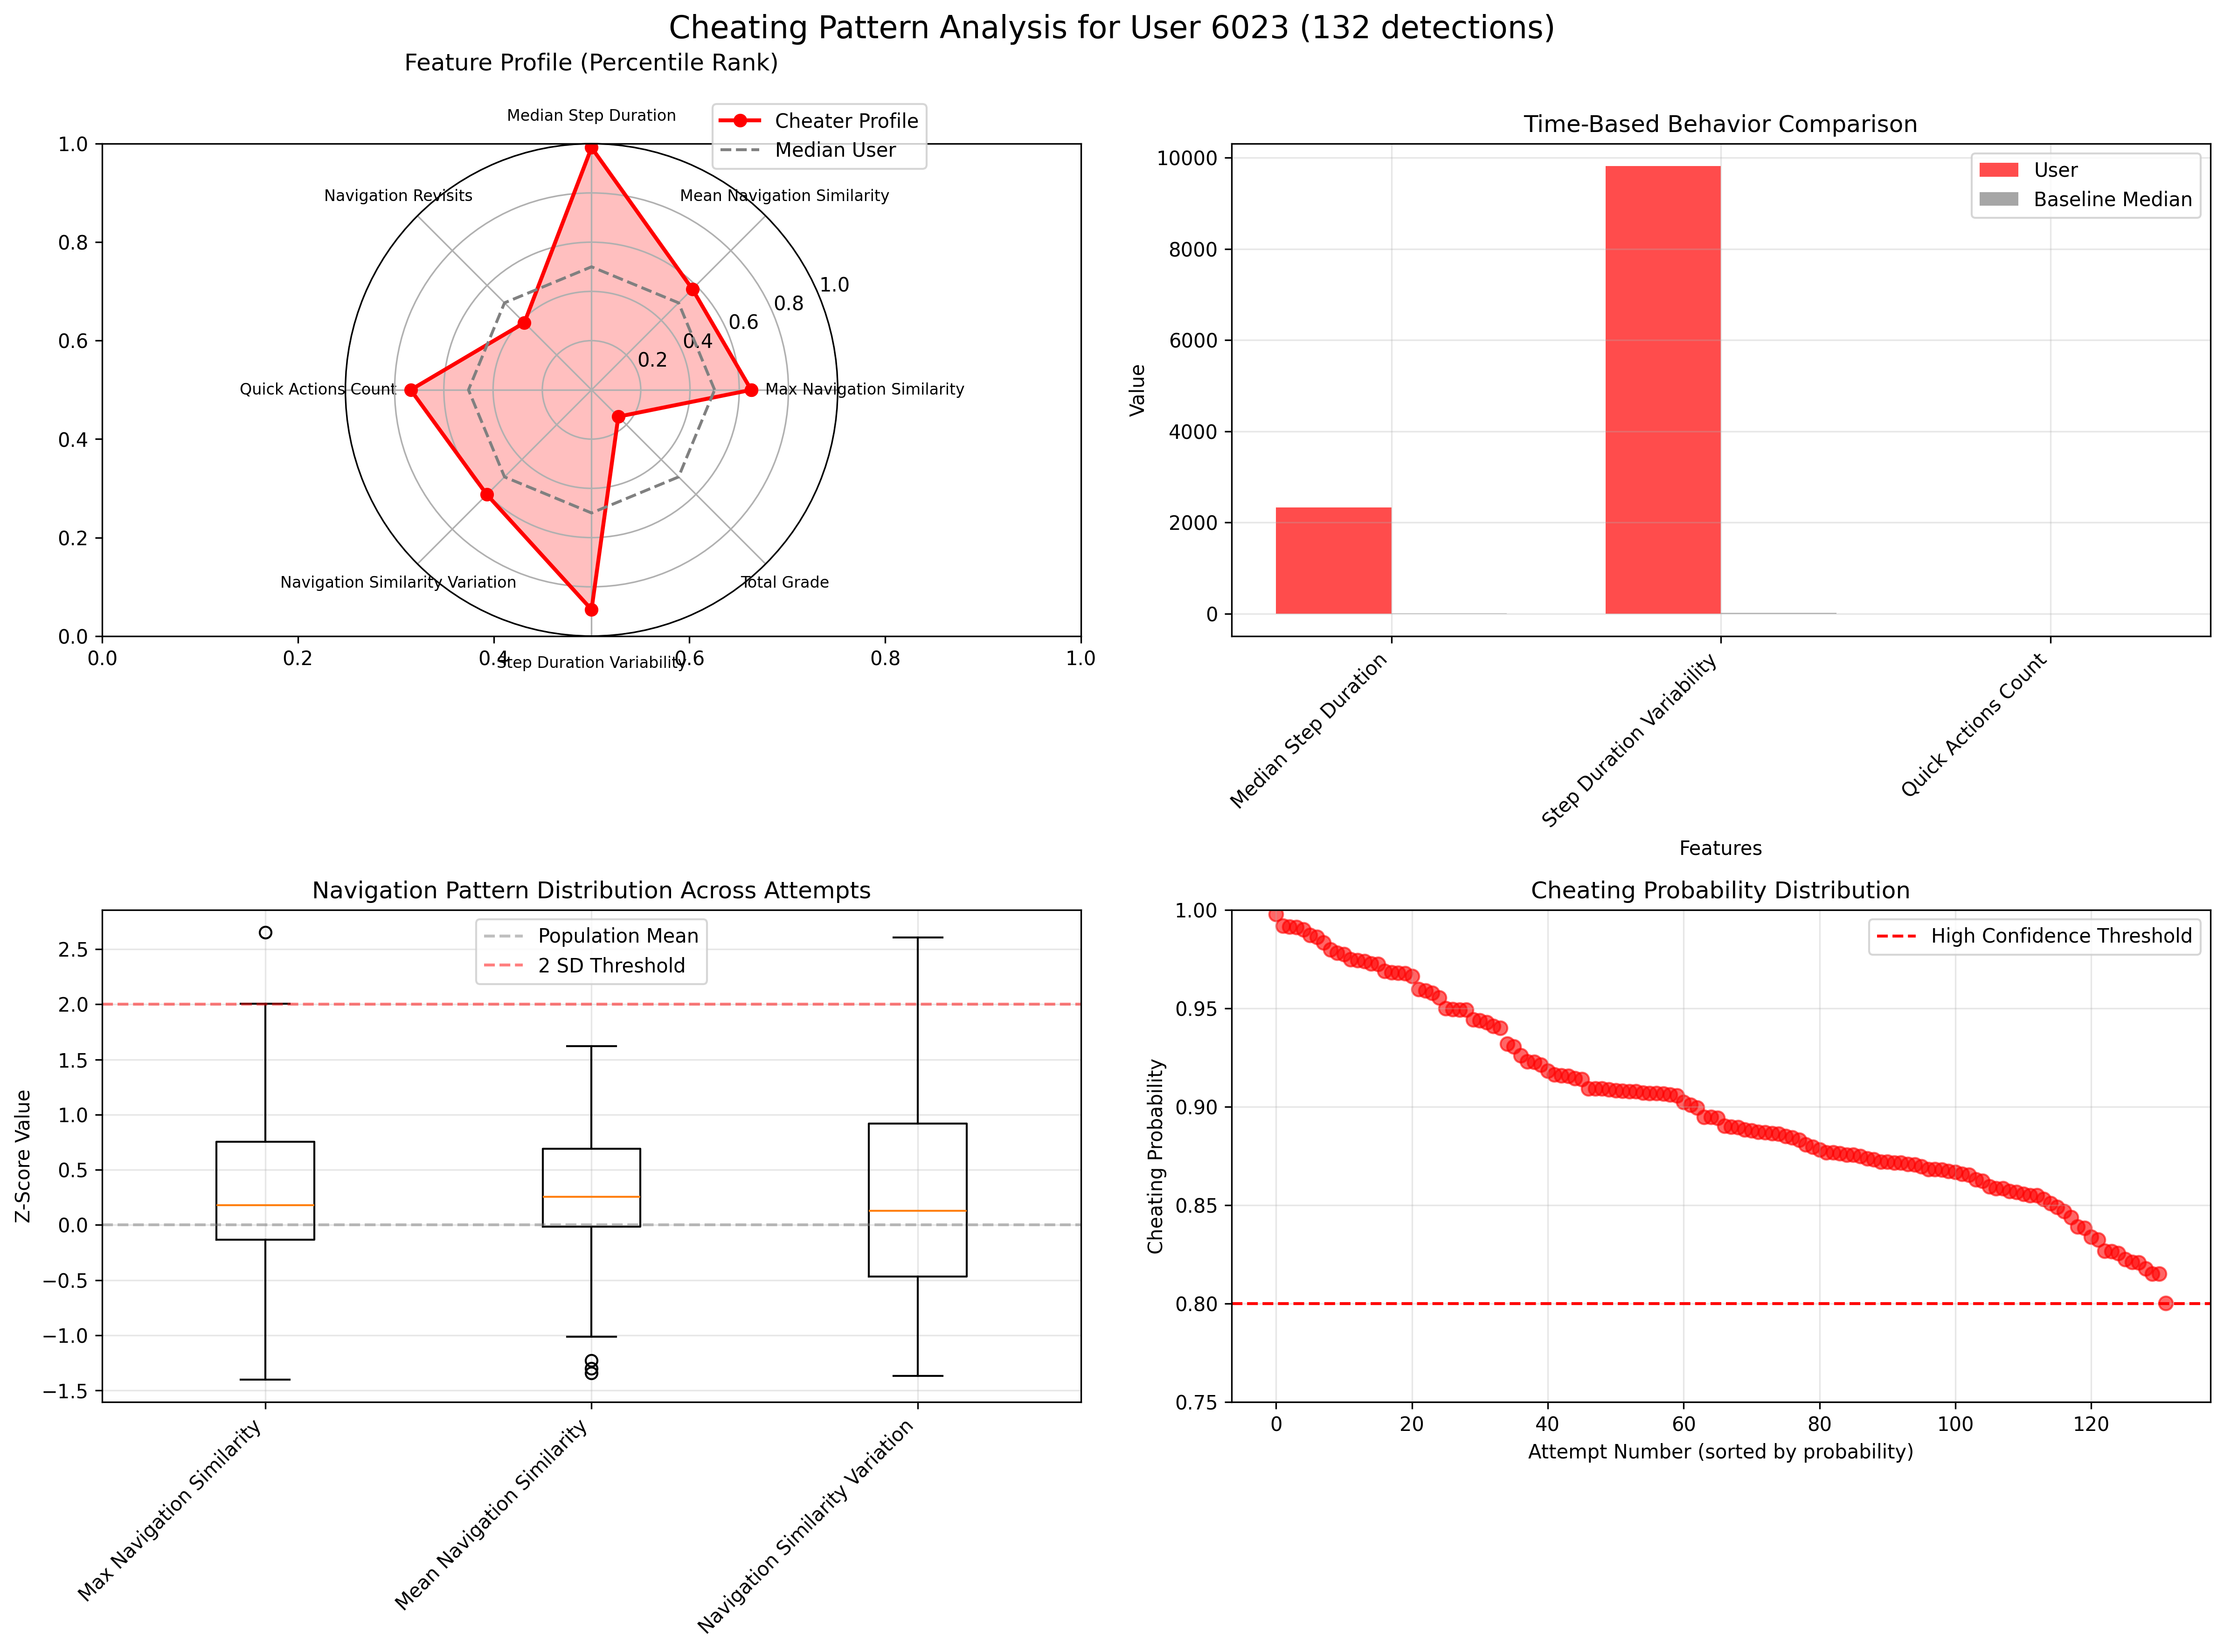 Cheating Pattern Analysis for User 6023 (132 detections)
Feature Profile (Percentile Rank)
Median Step Duration
Cheater Profile
Median User
Navigation Revisits
Mean Navigation Similarity
Quick Actions Count
Max Navigation Similarity
Navigation Similarity Variation
Total Grade
Step Duration Variability
0.2
0.4
0.6
0.8
1.0
1.0
0.8
0.6
0.4
0.2
0.0
0.0
0.2
0.4
0.6
0.8
1.0
Time-Based Behavior Comparison
User
Baseline Median
Value
10000
8000
6000
4000
2000
0
Median Step Duration
Step Duration Variability
Quick Actions Count
Features
Navigation Pattern Distribution Across Attempts
Population Mean
2 SD Threshold
Z-Score Value
2.5
2.0
1.5
1.0
0.5
0.0
−0.5
−1.0
−1.5
Max Navigation Similarity
Mean Navigation Similarity
Navigation Similarity Variation
Cheating Probability Distribution
High Confidence Threshold
Cheating Probability
1.00
0.95
0.90
0.85
0.80
0.75
0
20
40
60
80
100
120
Attempt Number (sorted by probability)